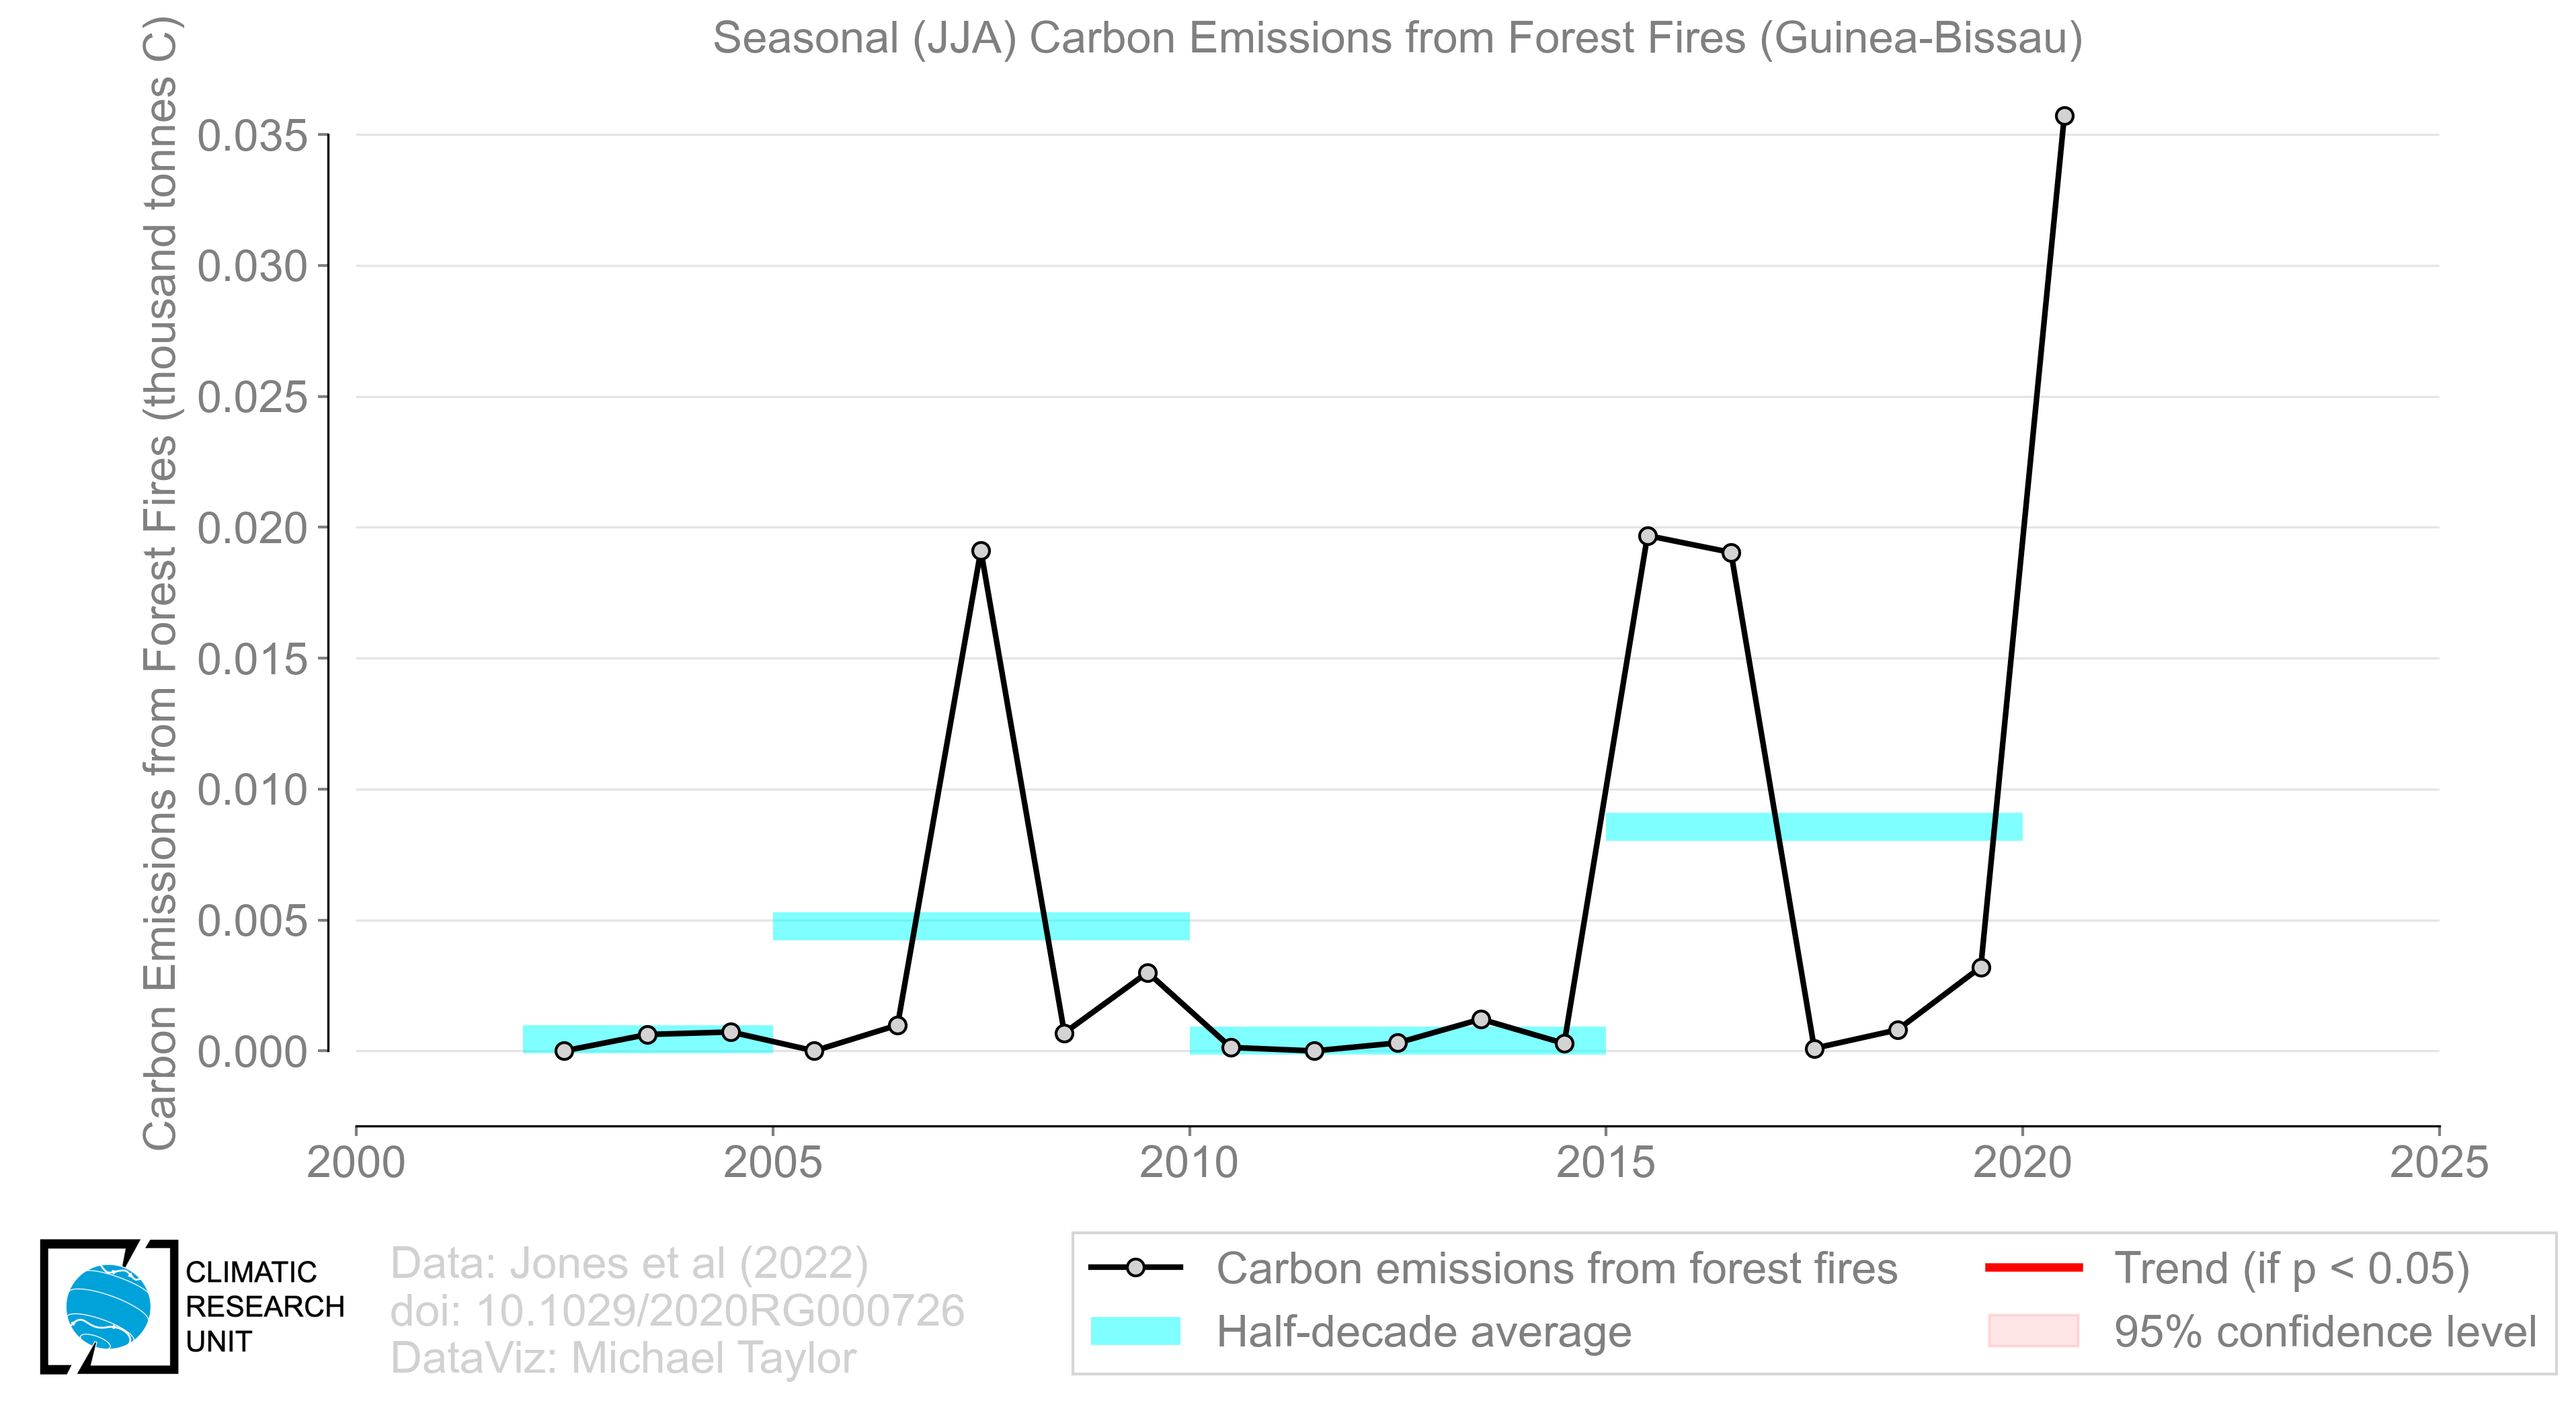 Seasonal (JJA) Carbon Emissions from Forest Fires (Guinea-Bissau)
Carbon Emissions from Forest Fires (thousand tonnes C)
0.035
0.030
0.025
0.020
0.015
0.010
0.005
0.000
2000 2005 2010 2015 2020 2025
CLIMATIC
RESEARCH
UNIT
Data: Jones et al (2022)
doi: 10.1029/2020RG000726
DataViz: Michael Taylor
Carbon emissions from forest fires
Half-decade average
Trend (if p < 0.05)
95% confidence level